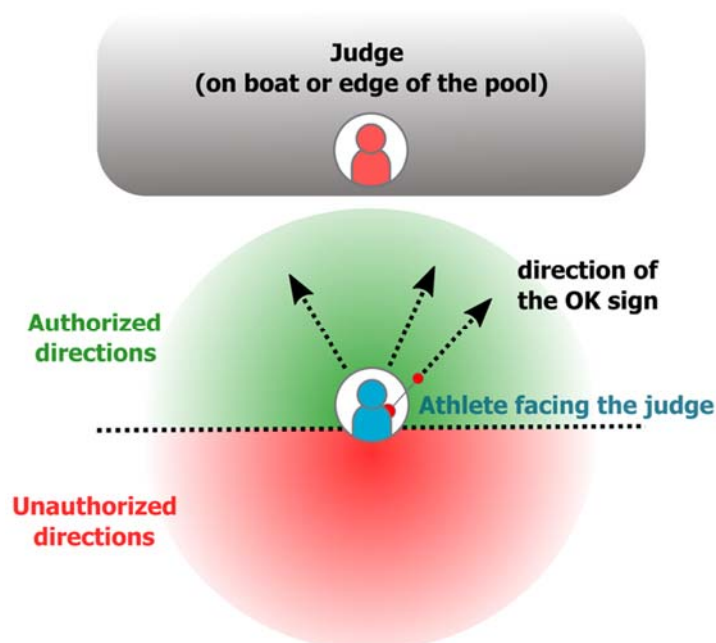 Judge
(on boat or edge of the pool)
direction of
the OK sign
Authorized
directions
Athlete facing the judge
Unauthorized
directions